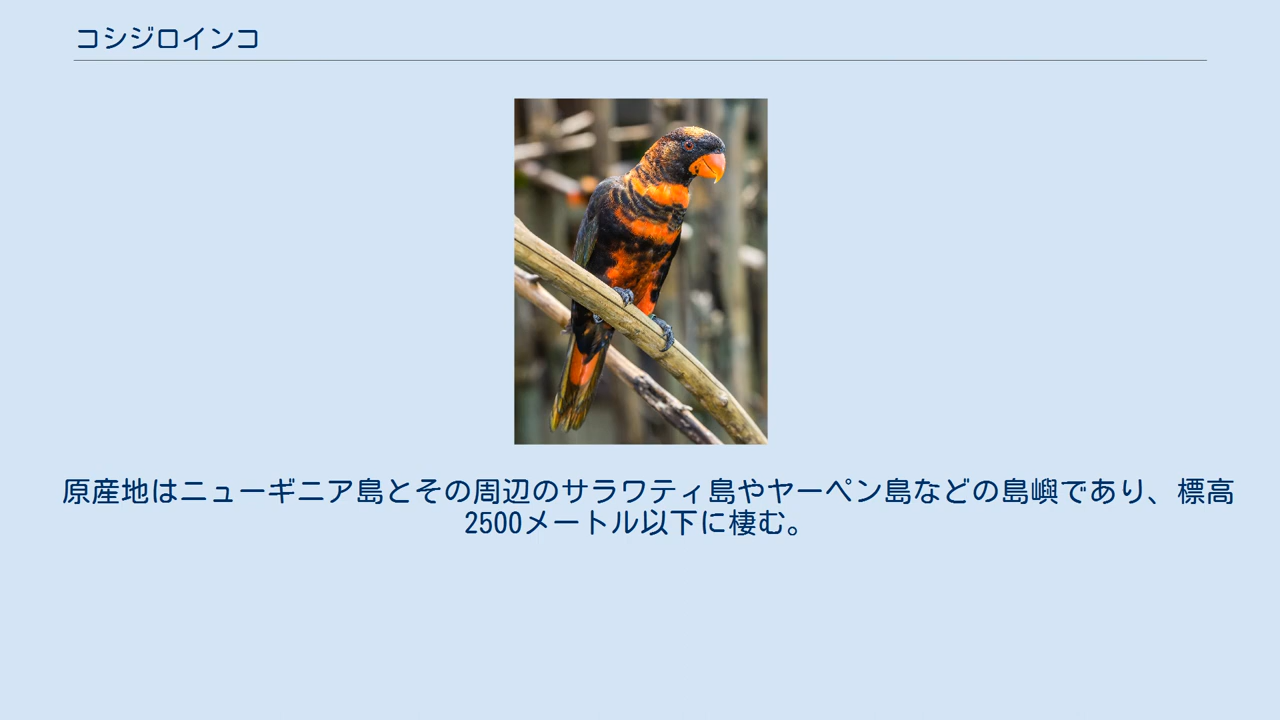 コシジロインコ
原産地はニューギニア島とその周辺のサラワティ島やヤーペン島などの島嶼であり、標高
2500メートル以下に棲む。